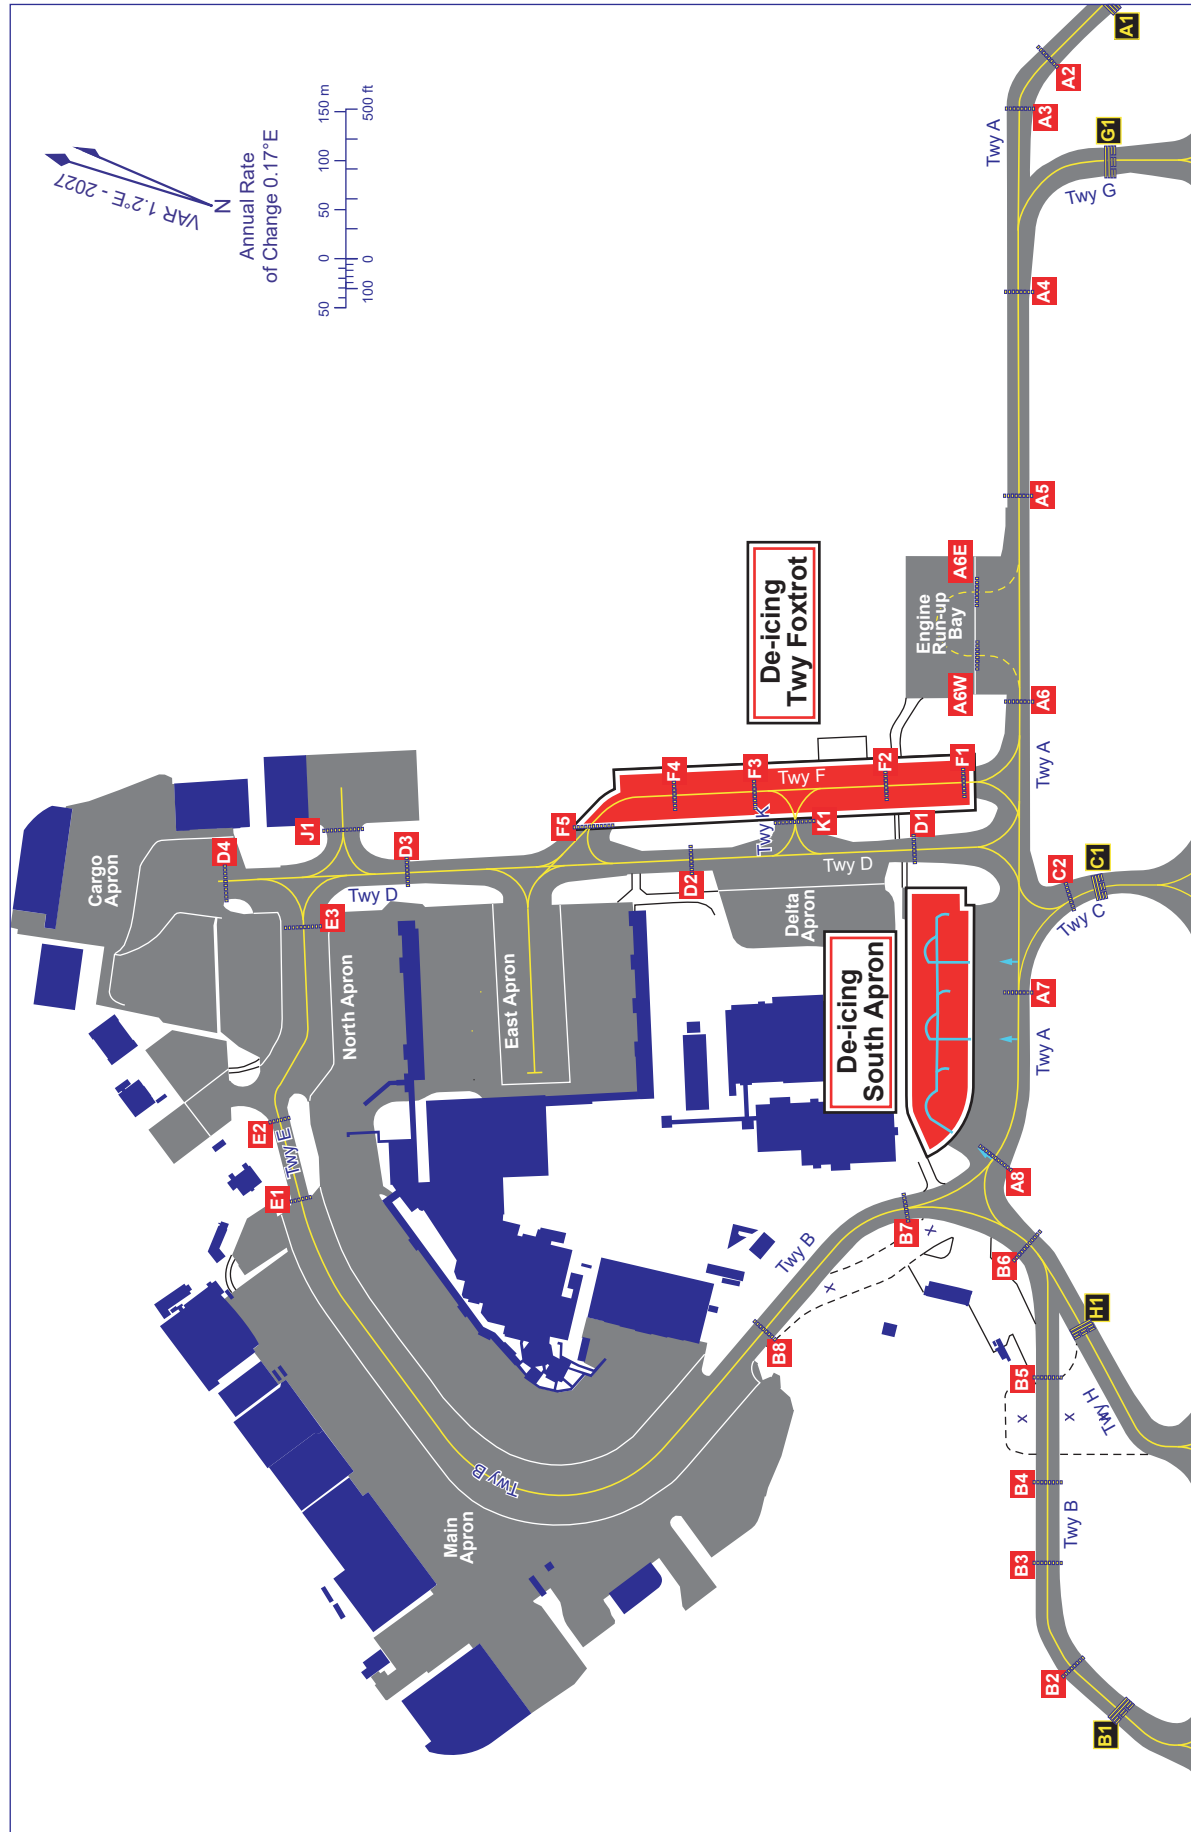 VAR 1.2°E - 2027
N
Annual Rate
of Change 0.17°E
50 0 50 100 150 m
100 0 500 ft
Cargo
Apron
D4
J1
E3
Twy D
D3
North Apron
E2
Twy E
E1
East Apron
F5
F4
F3
F2
F1
Twy F
Twy K
K1
D2
Twy D
D1
Delta
Apron
De-icing
Twy Foxtrot
De-icing
South Apron
Engine
Run-up
Bay
A6E
A6W
A1
A2
A3
Twy A
G1
Twy G
A4
A5
A6
Twy A
C2
C1
Twy C
A7
Twy A
A8
B7
Twy B
B6
B8
H1
Twy H
B5
x
x
x
x
x
B4
Twy B
B3
B2
B1
Twy B
Main
Apron